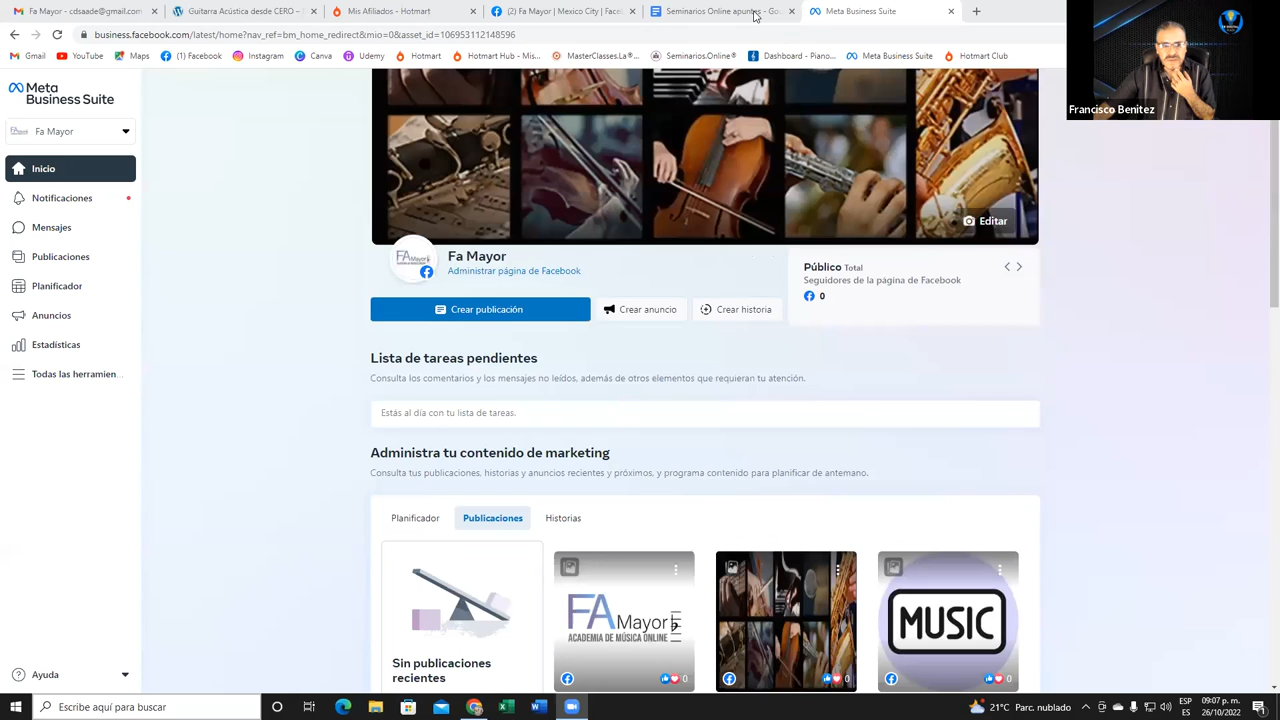 Fa Mayor - cdsaade@gmail.com
Guitarra Acústica desde CERO –
Mis Afiliados - Hotmart
(2) Fa Mayor | Mexico City | Face
Seminarios Online apuntes - Go
Meta Business Suite
business.facebook.com/latest/home?nav_ref=bm_home_redirect&mio=0&asset_id=106953112148596
Gmail
YouTube
Maps
(1) Facebook
Instagram
Canva
Udemy
Hotmart
Hotmart Hub - Mis...
MasterClasses.La®...
Seminarios.Online®
Dashboard - Piano...
Meta Business Suite
Hotmart Club
Francisco Benitez
Meta
Business Suite
Fa Mayor
Inicio
Notificaciones
Mensajes
Publicaciones
Planificador
Anuncios
Estadísticas
Todas las herramien...
Ayuda
Editar
FA Mayor
Fa Mayor
Administrar página de Facebook
Crear publicación
Crear anuncio
Crear historia
Público Total
Seguidores de la página de Facebook
0
Lista de tareas pendientes
Consulta los comentarios y los mensajes no leídos, además de otros elementos que requieran tu atención.
Estás al día con tu lista de tareas.
Administra tu contenido de marketing
Consulta tus publicaciones, historias y anuncios recientes y próximos, y programa contenido para planificar de antemano.
Planificador
Publicaciones
Historias
Sin publicaciones
recientes
FA Mayor
ACADEMIA DE MÚSICA ONLINE
0
0
MUSIC
0
Escribe aquí para buscar
21°C Parc. nublado
ESP
ES
09:07 p. m.
26/10/2022